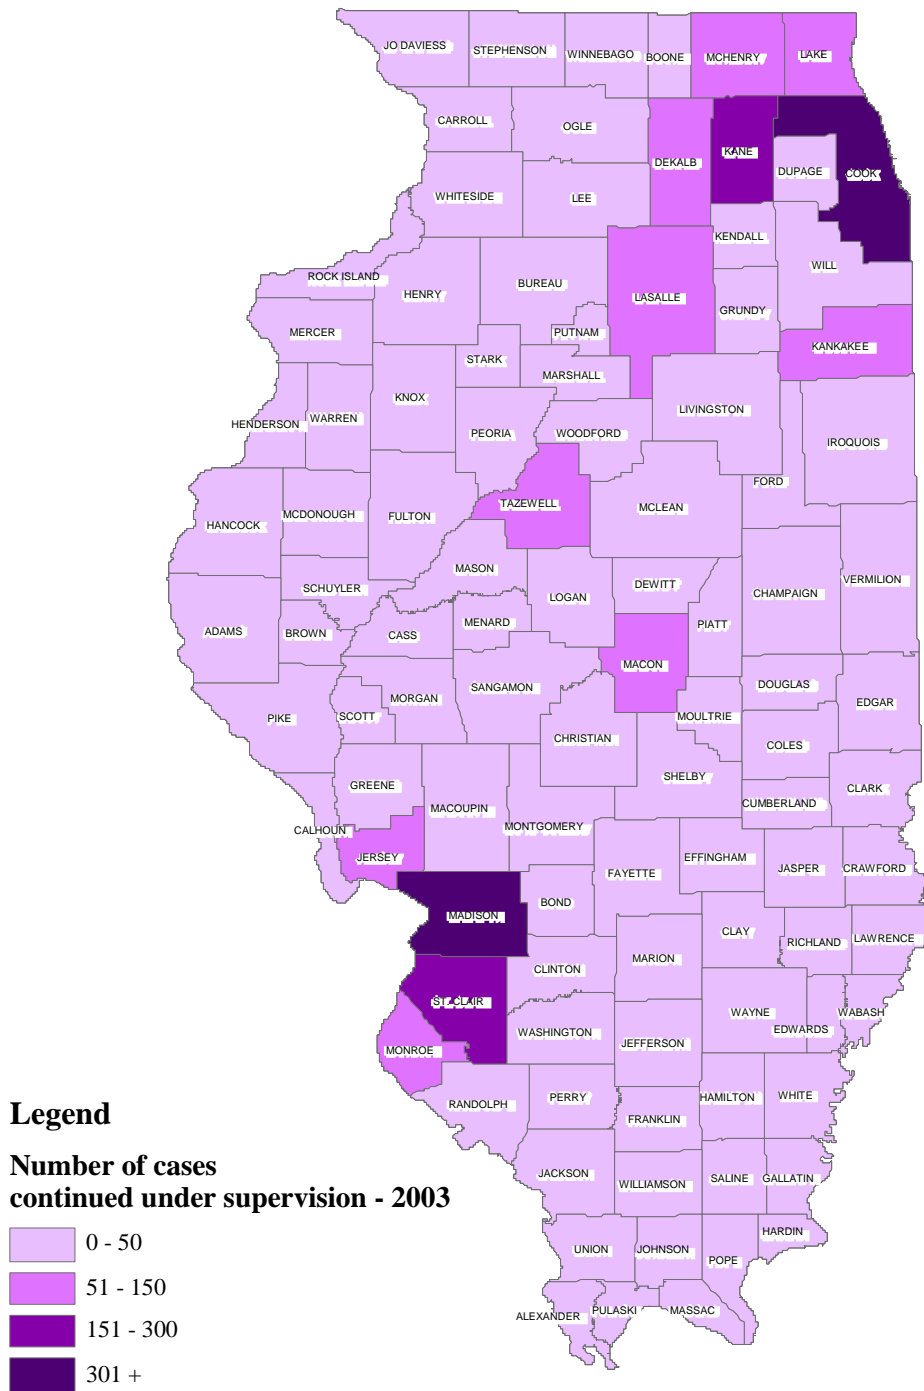 JO DAVIESS
STEPHENSON
WINNEBAGO
BOONE
MCHENRY
LAKE
CARROLL
OGLE
DEKALB
KANE
DUPAGE
COOK
WHITESIDE
LEE
KENDALL
WILL
ROCK ISLAND
HENRY
BUREAU
LASALLE
GRUNDY
MERCER
PUTNAM
KANKAKEE
STARK
MARSHALL
KNOX
LIVINGSTON
HENDERSON
WARREN
PEORIA
WOODFORD
IROQUOIS
FORD
TAZEWELL
MCLEAN
HANCOCK
MCDONOUGH
FULTON
MASON
SCHUYLER
LOGAN
DEWITT
CHAMPAIGN
VERMILION
ADAMS
BROWN
CASS
MENARD
PIATT
MACON
SANGAMON
DOUGLAS
EDGAR
PIKE
SCOTT
MORGAN
MOULTRIE
CHRISTIAN
COLES
SHELBY
GREENE
MACOUPIN
CUMBERLAND
CLARK
CALHOUN
MONTGOMERY
JERSEY
FAYETTE
EFFINGHAM
JASPER
CRAWFORD
MADISON
BOND
CLAY
RICHLAND
LAWRENCE
CLINTON
MARION
ST. CLAIR
WAYNE
WABASH
WASHINGTON
EDWARDS
MONROE
JEFFERSON
RANDOLPH
PERRY
HAMILTON
WHITE
FRANKLIN
JACKSON
WILLIAMSON
SALINE
GALLATIN
HARDIN
UNION
JOHNSON
POPE
ALEXANDER
PULASKI
MASSAC
Legend
Number of cases
continued under supervision - 2003
0 - 50
51 - 150
151 - 300
301 +